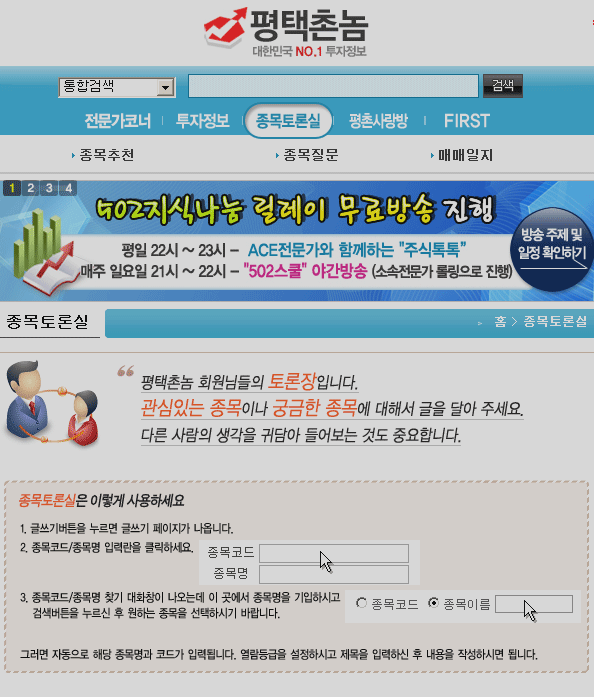 평택촌놈
대한민국 NO.1 투자정보
통합검색
검색
전문가코너 투자정보 종목토론실 평촌사랑방 FIRST
종목추천 종목질문 매매일지
1 2 3 4
502지식나눔 릴레이 무료방송 진행
평일 22시 ~ 23시 - ACE전문가와 함께하는 "주식톡톡"
매주 일요일 21시 ~ 22시 - "502스쿨" 야간방송 (소속전문가 롤링으로 진행)
방송 주제 및
일정 확인하기
종목토론실
홈 > 종목토론실
평택촌놈 회원님들의 토론장입니다.
관심있는 종목이나 궁금한 종목에 대해서 글을 달아 주세요.
다른 사람의 생각을 귀담아 들어보는 것도 중요합니다.
종목토론실은 이렇게 사용하세요
1. 글쓰기버튼을 누르면 글쓰기 페이지가 나옵니다.
2. 종목코드/종목명 입력란을 클릭하세요.
종목코드
종목명
3. 종목코드/종목명 찾기 대화창이 나오는데 이 곳에서 종목명을 기입하시고
검색버튼을 누르신 후 원하는 종목을 선택하시기 바랍니다.
종목코드 종목이름
그러면 자동으로 해당 종목명과 코드가 입력됩니다. 열람등급을 설정하시고 제목을 입력하신 후 내용을 작성하시면 됩니다.